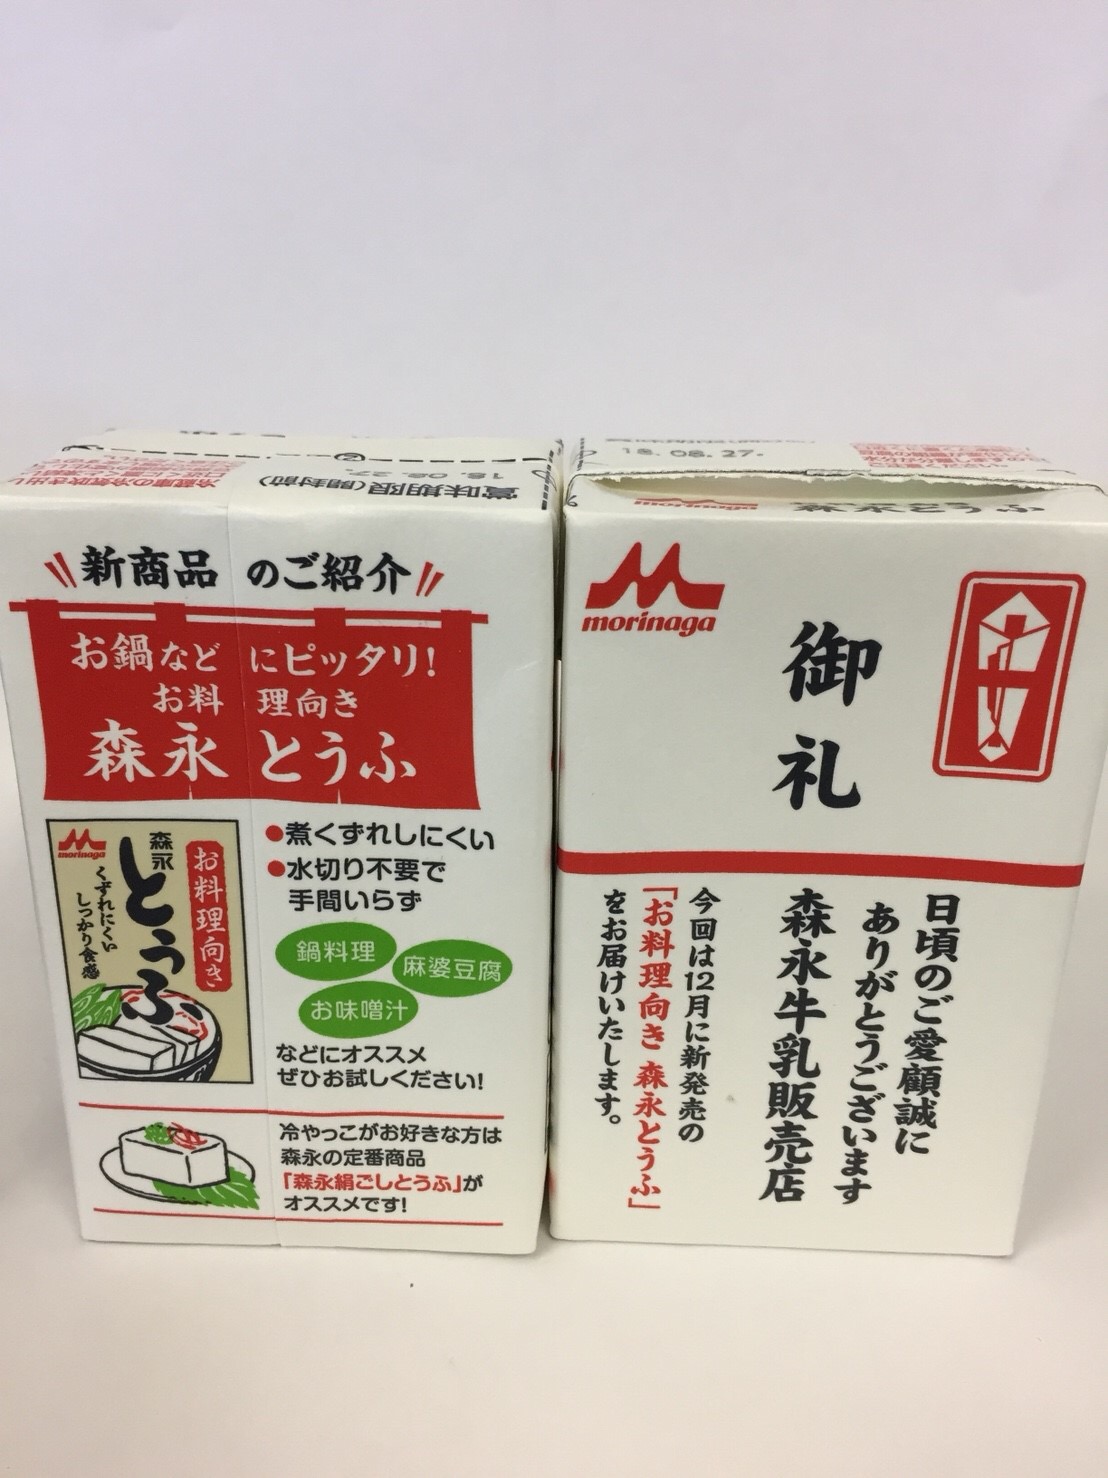 賞味期限(開封前)
18.08.27.
新商品のご紹介
お鍋などにピッタリ!
お料理向き
森永とうふ
morinaga
お料理向き
森永
とうふ
くずれにくい
しっかり食感
●煮くずれしにくい
●水切り不要で
手間いらず
鍋料理
麻婆豆腐
お味噌汁
などにオススメ
ぜひお試しください!
冷やっこがお好きな方は
森永の定番商品
「森永絹ごしとうふ」が
オススメです!
18.08.27.
森永とうふ
morinaga
御礼
日頃のご愛顧誠に
ありがとうございます
森永牛乳販売店
今回は12月に新発売の
「お料理向き 森永とうふ」
をお届けいたします。